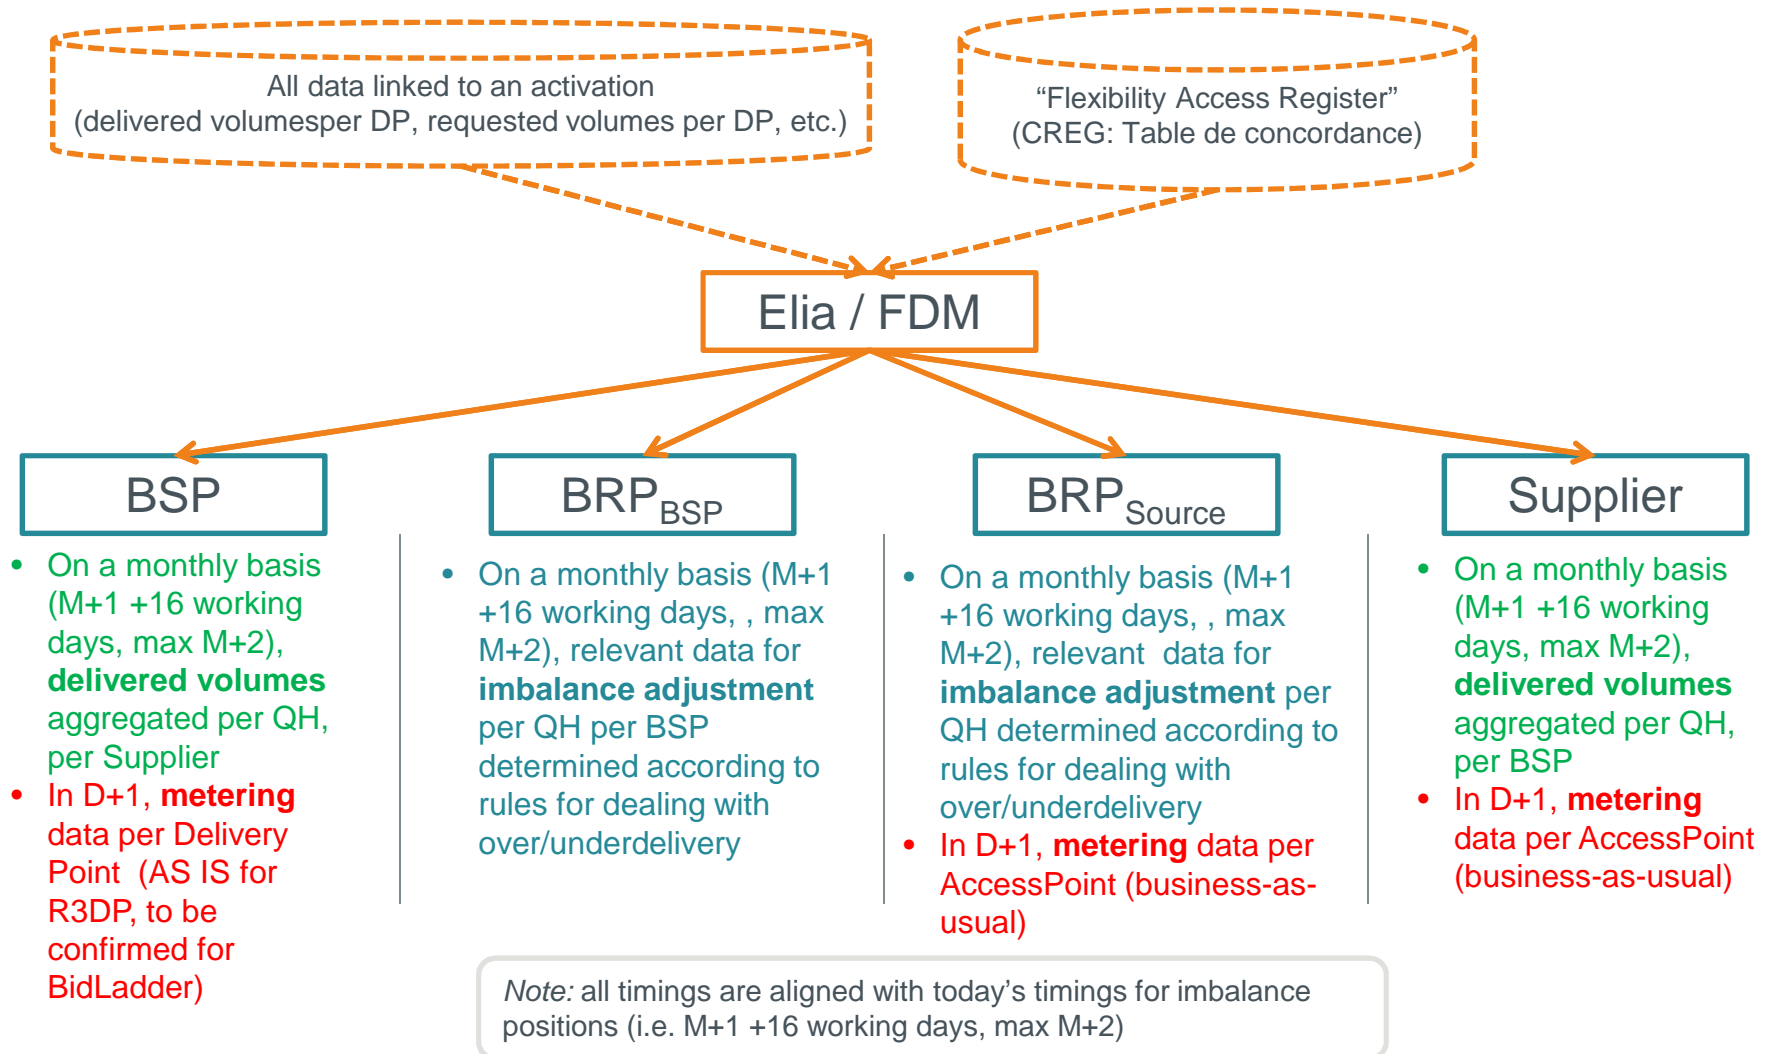 All data linked to an activation
(delivered volumesper DP, requested volumes per DP, etc.)
“Flexibility Access Register”
(CREG: Table de concordance)
Elia / FDM
BSP
• On a monthly basis
(M+1 +16 working
days, max M+2),
delivered volumes
aggregated per QH,
per Supplier
• In D+1, metering
data per Delivery
Point (AS IS for
R3DP, to be
confirmed for
BidLadder)
BRP BSP
• On a monthly basis (M+1
+16 working days, , max
M+2), relevant data for
imbalance adjustment
per QH per BSP
determined according to
rules for dealing with
over/underdelivery
BRP Source
• On a monthly basis (M+1
+16 working days, , max
M+2), relevant data for
imbalance adjustment per
QH determined according to
rules for dealing with
over/underdelivery
• In D+1, metering data per
AccessPoint (business-as-
usual)
Supplier
• On a monthly basis
(M+1 +16 working
days, max M+2),
delivered volumes
aggregated per QH,
per BSP
• In D+1, metering
data per AccessPoint
(business-as-usual)
Note: all timings are aligned with today’s timings for imbalance
positions (i.e. M+1 +16 working days, max M+2)